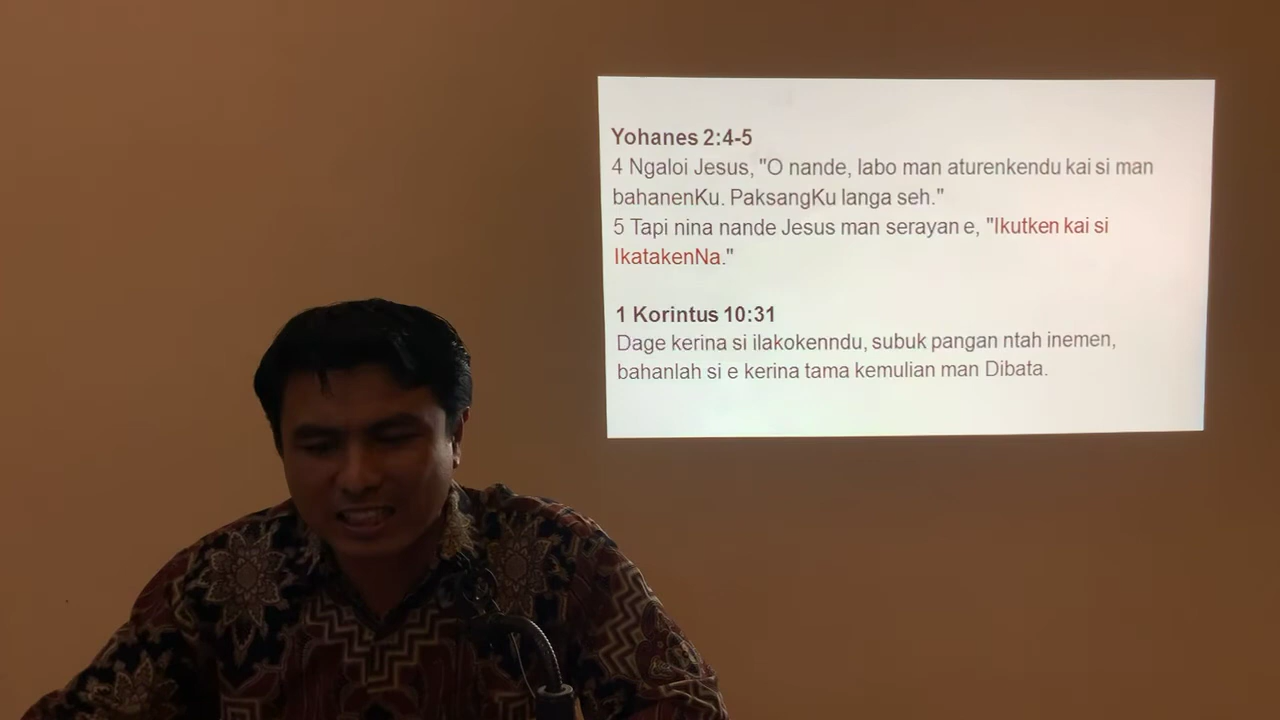 Yohanes 2:4-5
4 Ngaloi Jesus, "O nande, labo man aturenkendu kai si man
bahanenKu. PaksangKu langa seh."
5 Tapi nina nande Jesus man serayan e, "Ikutken kai si
IkatakenNa."
1 Korintus 10:31
Dage kerina si ilakokenndu, subuk pangan ntah inemen,
bahanlah si e kerina tama kemulian man Dibata.